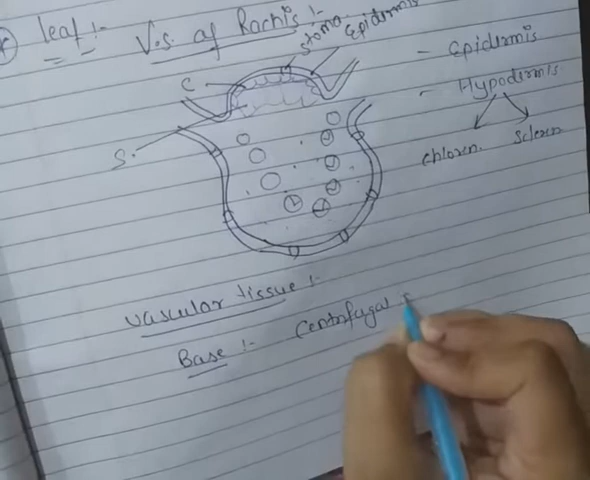 leaf :-
V.s. of Rachis :-
stoma
Epidermis
C
S.
- Epidermis
- Hypodermis
chloren. scleren
vascular tissue :-
Base :- Centrifugal